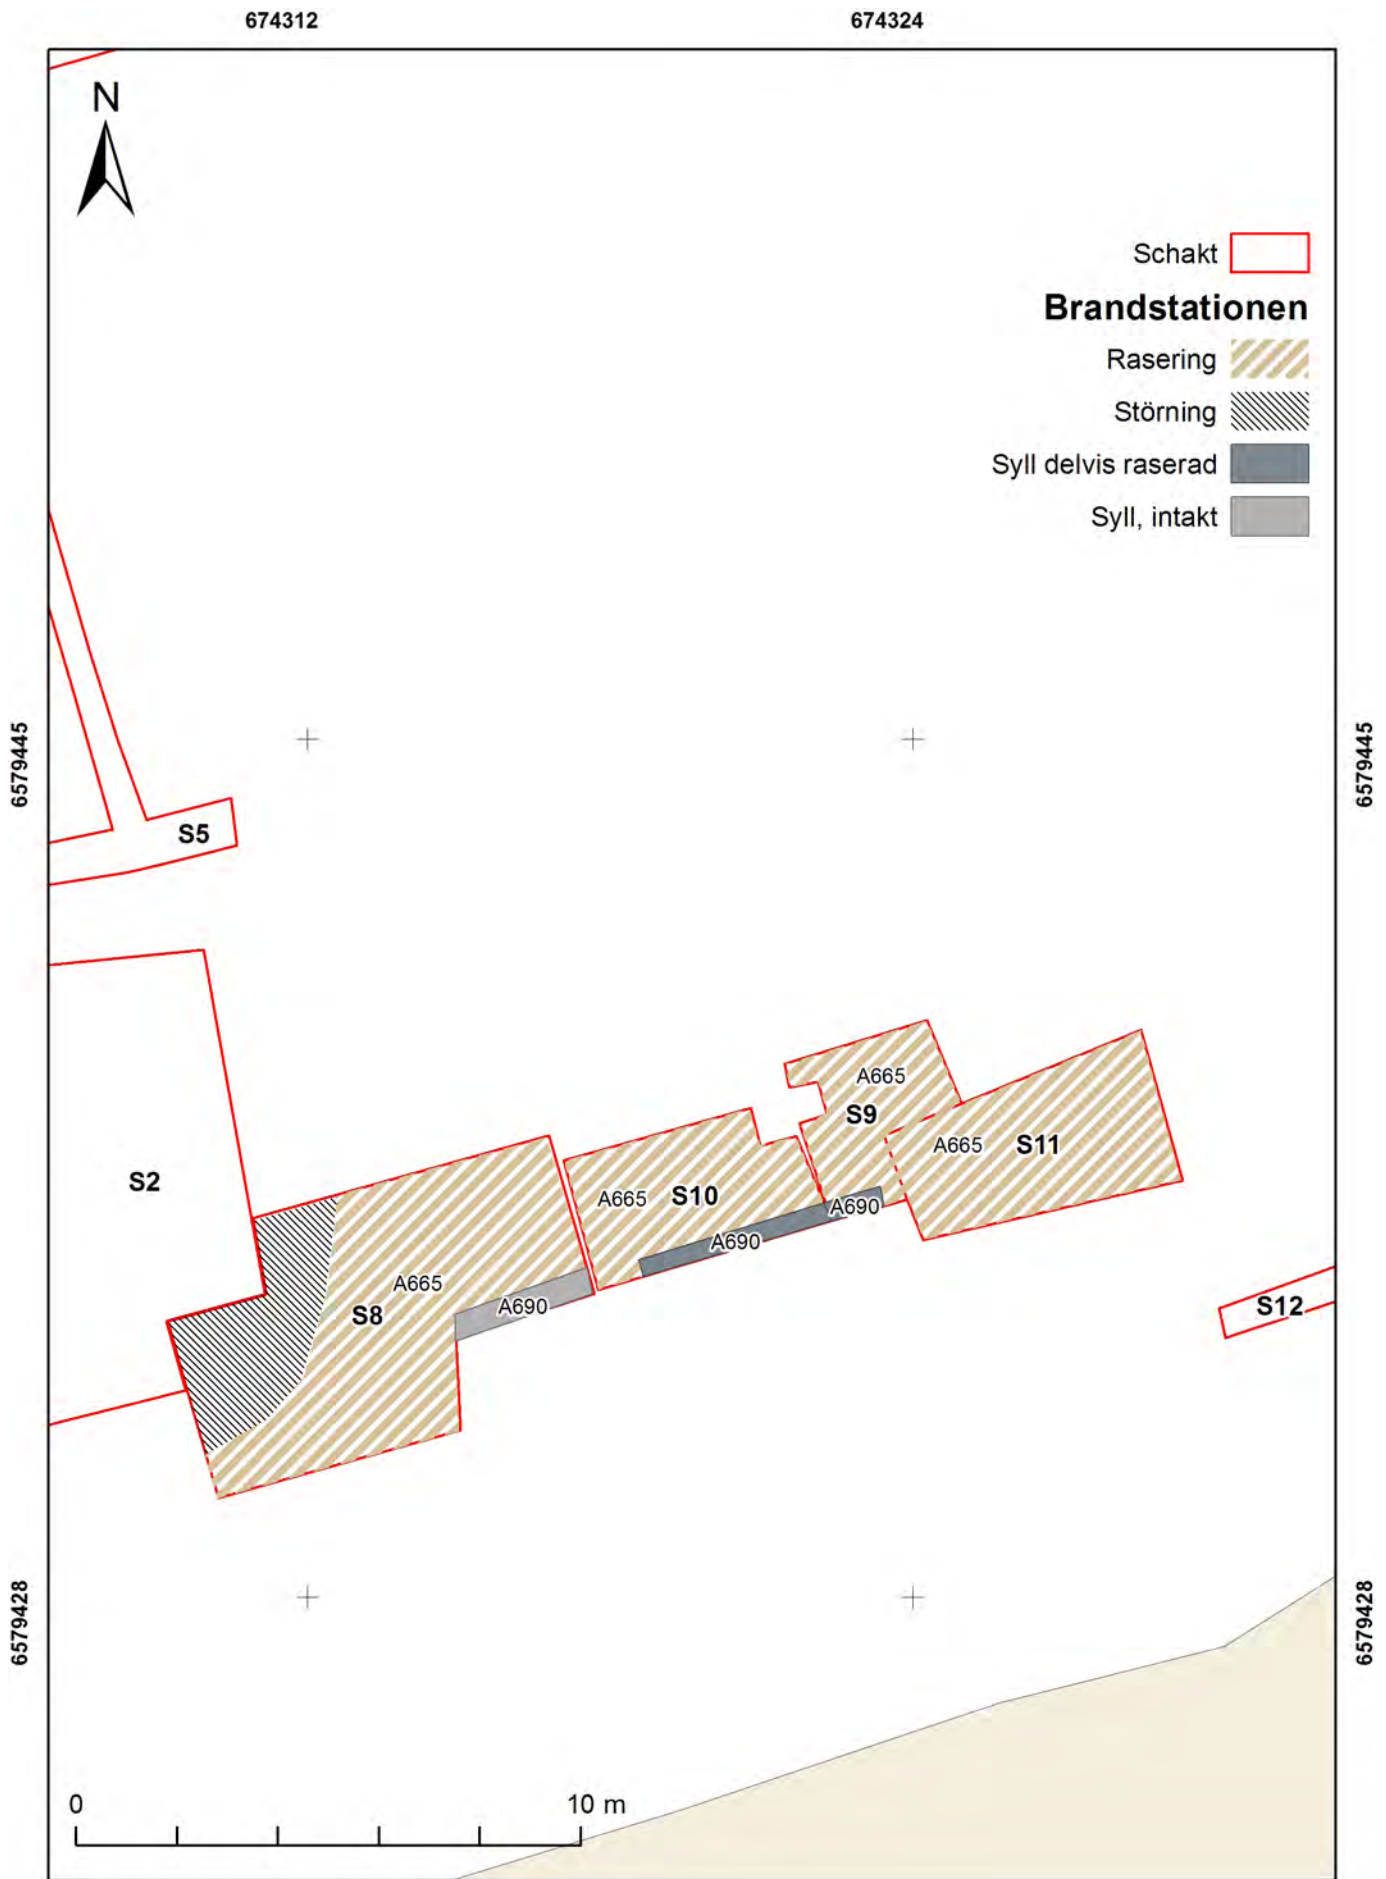 674312
674324
N
Schakt
Brandstationen
Rasering
Störning
Syll delvis raserad
Syll, intakt
6579445
6579445
S5
A665
S9
A665
S11
S2
A665
S10
A690
A690
A665
A690
S8
S12
6579428
6579428
0
10 m